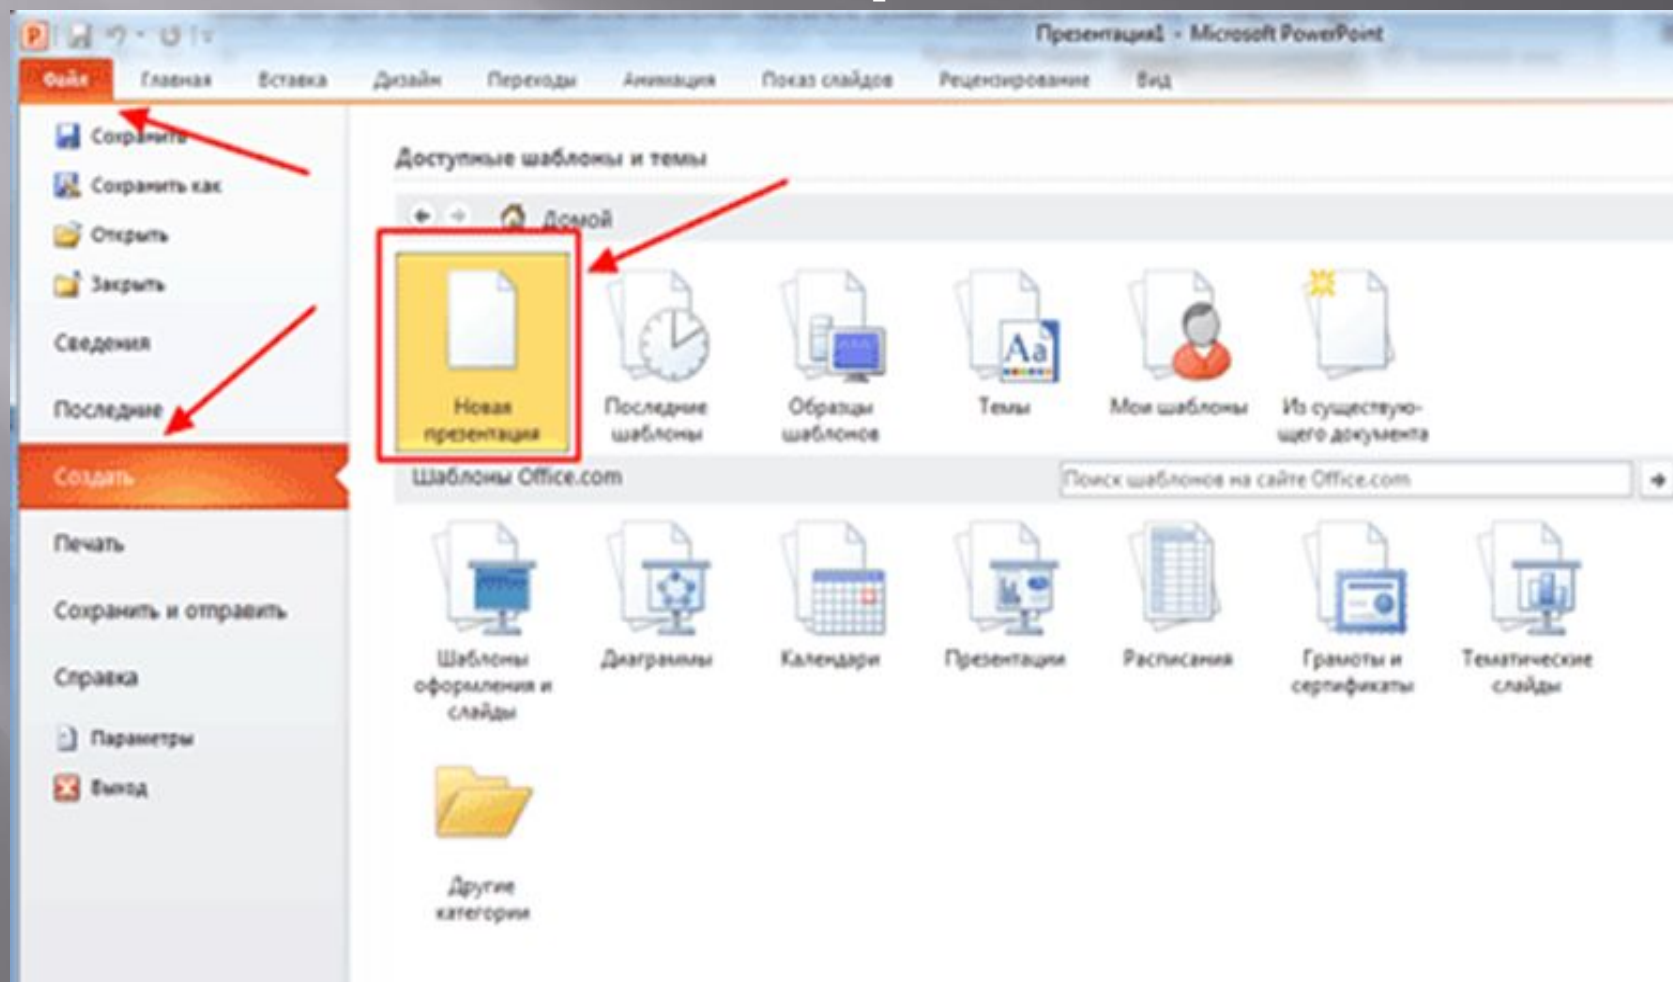 Презентация1 - Microsoft PowerPoint
Файл Главная Вставка Дизайн Переходы Анимация Показ слайдов Рецензирование Вид
Сохранить
Сохранить как
Открыть
Закрыть
Сведения
Последние
Создать
Печать
Сохранить и отправить
Справка
Параметры
Выход
Доступные шаблоны и темы
Домой
Новая
презентация
Последние
шаблоны
Образцы
шаблонов
Aa
Темы
Мои шаблоны
Из существую-
щего документа
Шаблоны Office.com
Поиск шаблонов на сайте Office.com
Шаблоны
оформления и
слайды
Диаграммы
Календари
Презентации
Расписания
Грамоты и
сертификаты
Тематические
слайды
Другие
категории